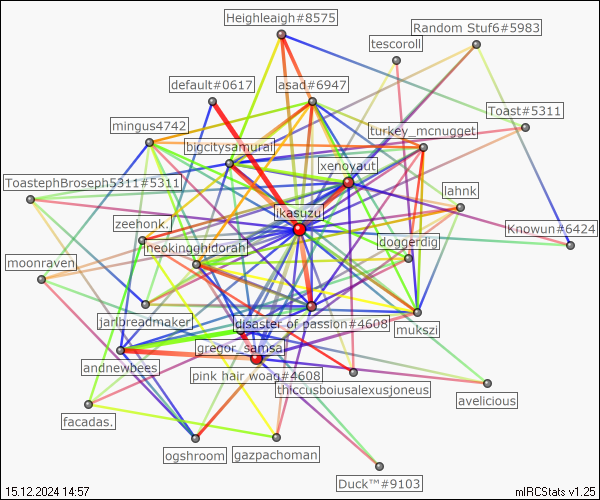 Heighleaigh#8575
Random Stuf6#5983
tescoroll
default#0617
asad#6947
Toast#5311
mingus4742
turkey_mcnugget
bigcitysamurai
xenoyaut
ToastephBroseph5311#5311
lahnk
ikasuzu
zeehonk.
Knowun#6424
neokingghidorah
doggerdig
moonraven
jarlbreadmaker
disaster of passion#4608
mukszi
gregor_samsa
andnewbees
pink hair woag#4608
thiccusboiusalexusjoneus
avelicious
facadas.
ogshroom
gazpachoman
Duck™#9103
15.12.2024 14:57
mIRCStats v1.25